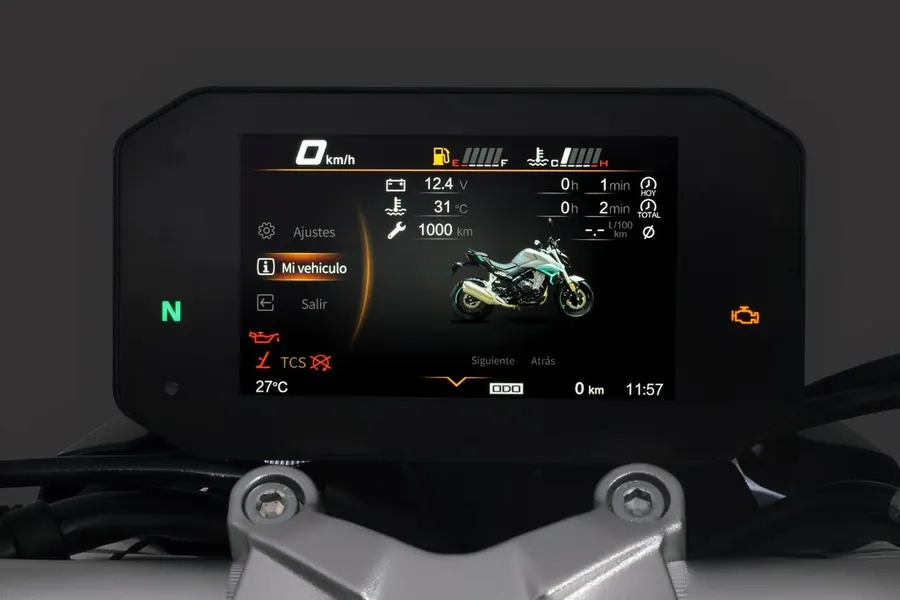 0 km/h E F C H
12.4 V 0h 1min HOY
31 °C 0h 2min TOTAL
1000 km -.- L/100 km
Ajustes
Mi vehiculo
Salir
N
Siguiente Atrás
TCS
27°C ODO 0 km 11:57